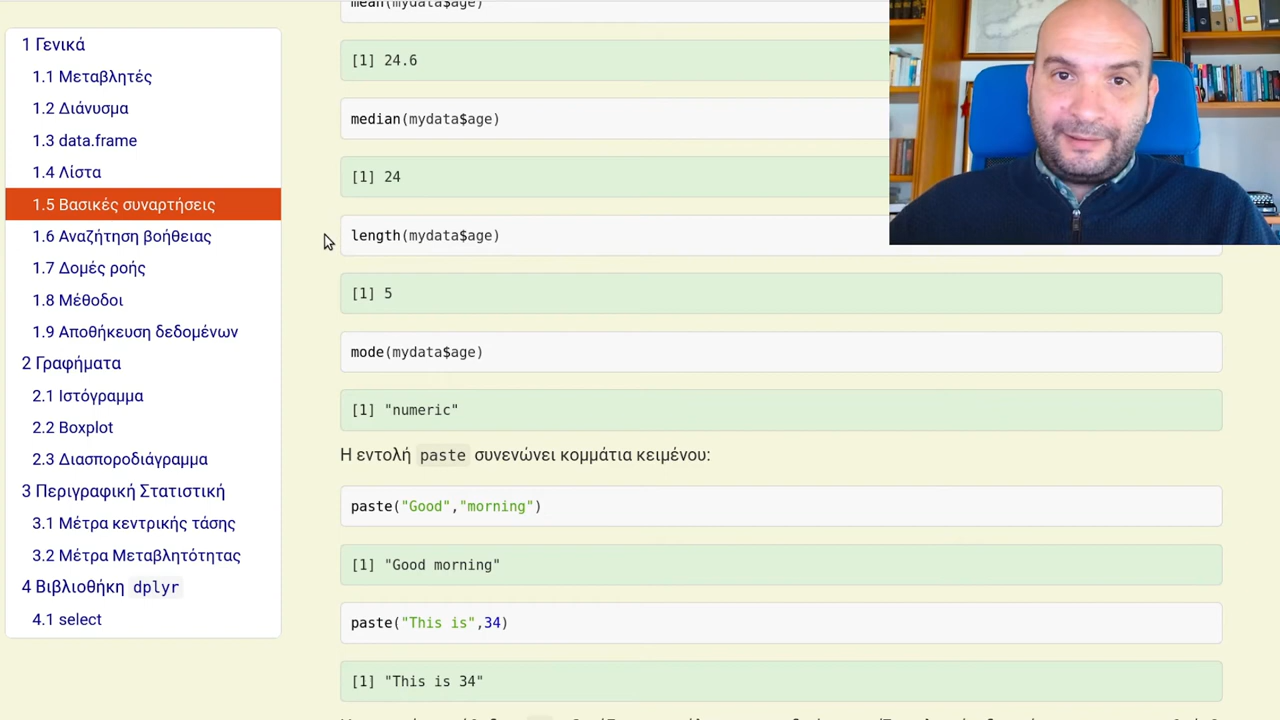 mean(mydata$age)
1 Γενικά
1.1 Μεταβλητές
1.2 Διάνυσμα
1.3 data.frame
1.4 Λίστα
1.5 Βασικές συναρτήσεις
1.6 Αναζήτηση βοήθειας
1.7 Δομές ροής
1.8 Μέθοδοι
1.9 Αποθήκευση δεδομένων
2 Γραφήματα
2.1 Ιστόγραμμα
2.2 Boxplot
2.3 Διασποροδιάγραμμα
3 Περιγραφική Στατιστική
3.1 Μέτρα κεντρικής τάσης
3.2 Μέτρα Μεταβλητότητας
4 Βιβλιοθήκη dplyr
4.1 select
[1] 24.6
median(mydata$age)
[1] 24
length(mydata$age)
[1] 5
mode(mydata$age)
[1] "numeric"
Η εντολή paste συνενώνει κομμάτια κειμένου:
paste("Good","morning")
[1] "Good morning"
paste("This is",34)
[1] "This is 34"